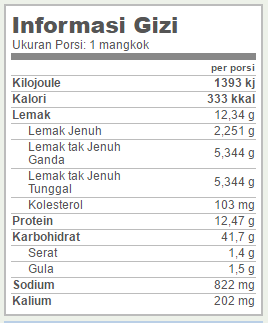 Informasi Gizi
Ukuran Porsi: 1 mangkok
per porsi
Kilojoule 1393 kj
Kalori 333 kkal
Lemak 12,34 g
Lemak Jenuh 2,251 g
Lemak tak Jenuh
Ganda 5,344 g
Lemak tak Jenuh
Tunggal 5,344 g
Kolesterol 103 mg
Protein 12,47 g
Karbohidrat 41,7 g
Serat 1,4 g
Gula 1,5 g
Sodium 822 mg
Kalium 202 mg